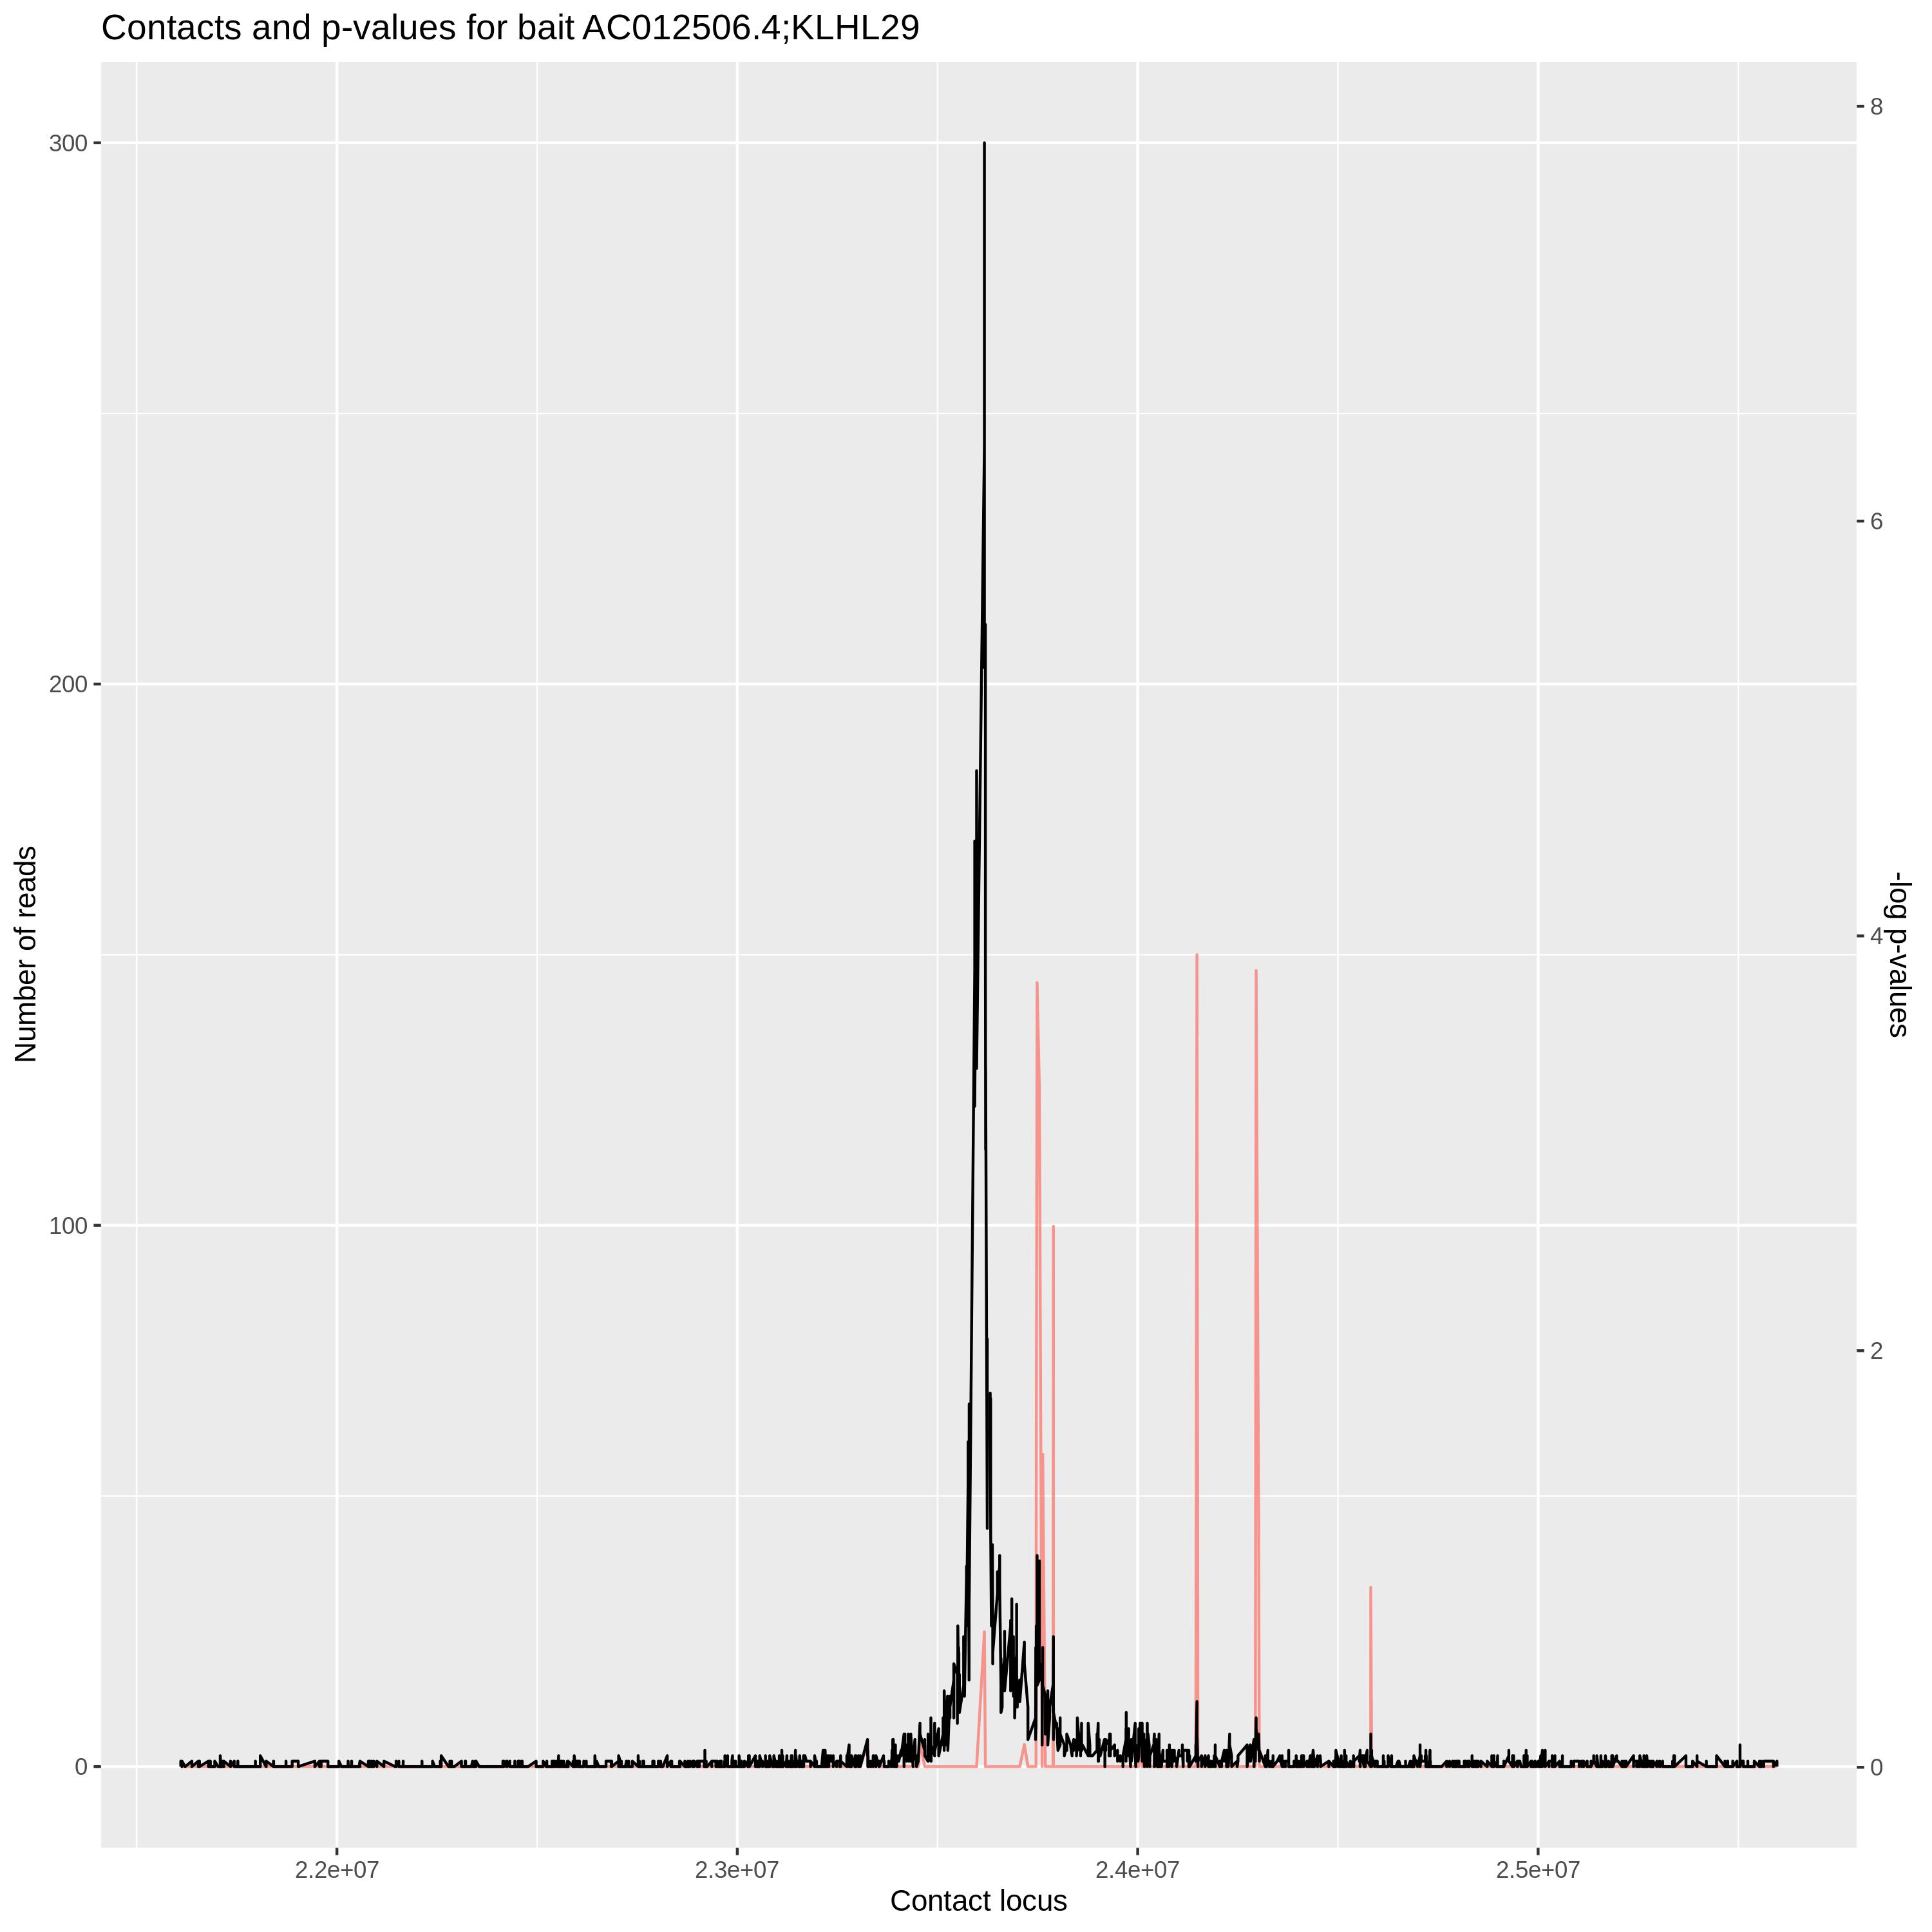 Contacts and p-values for bait AC012506.4;KLHL29
300
200
100
0
Number of reads
8
6
4
2
0
-log p-values
2.2e+07
2.3e+07
2.4e+07
2.5e+07
Contact locus